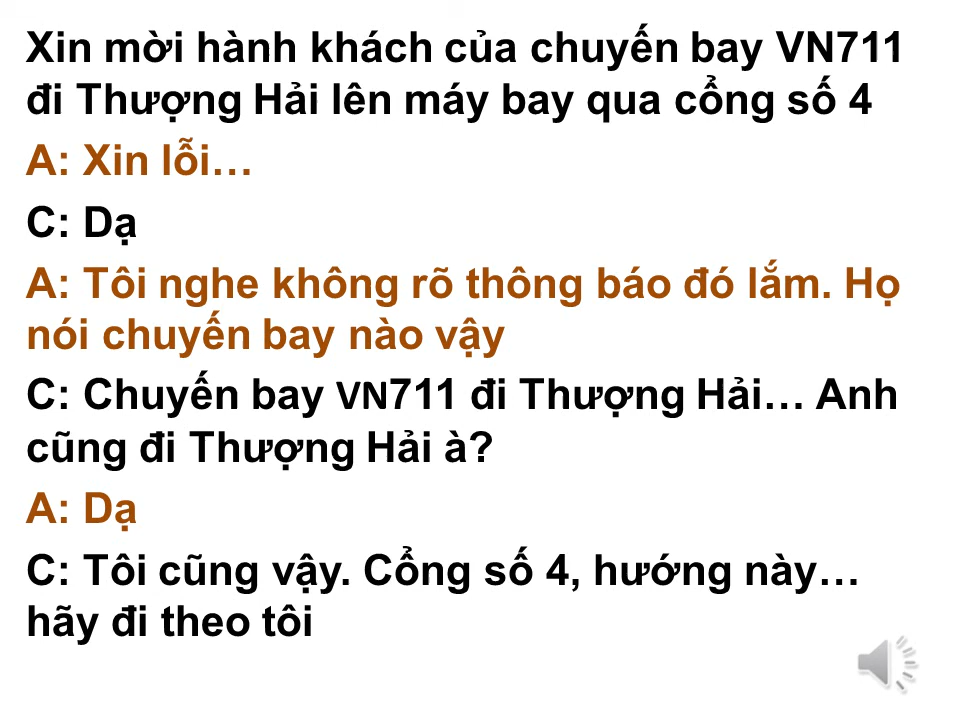 Xin mời hành khách của chuyến bay VN711
đi Thượng Hải lên máy bay qua cổng số 4
A: Xin lỗi…
C: Dạ
A: Tôi nghe không rõ thông báo đó lắm. Họ
nói chuyến bay nào vậy
C: Chuyến bay VN711 đi Thượng Hải… Anh
cũng đi Thượng Hải à?
A: Dạ
C: Tôi cũng vậy. Cổng số 4, hướng này…
hãy đi theo tôi